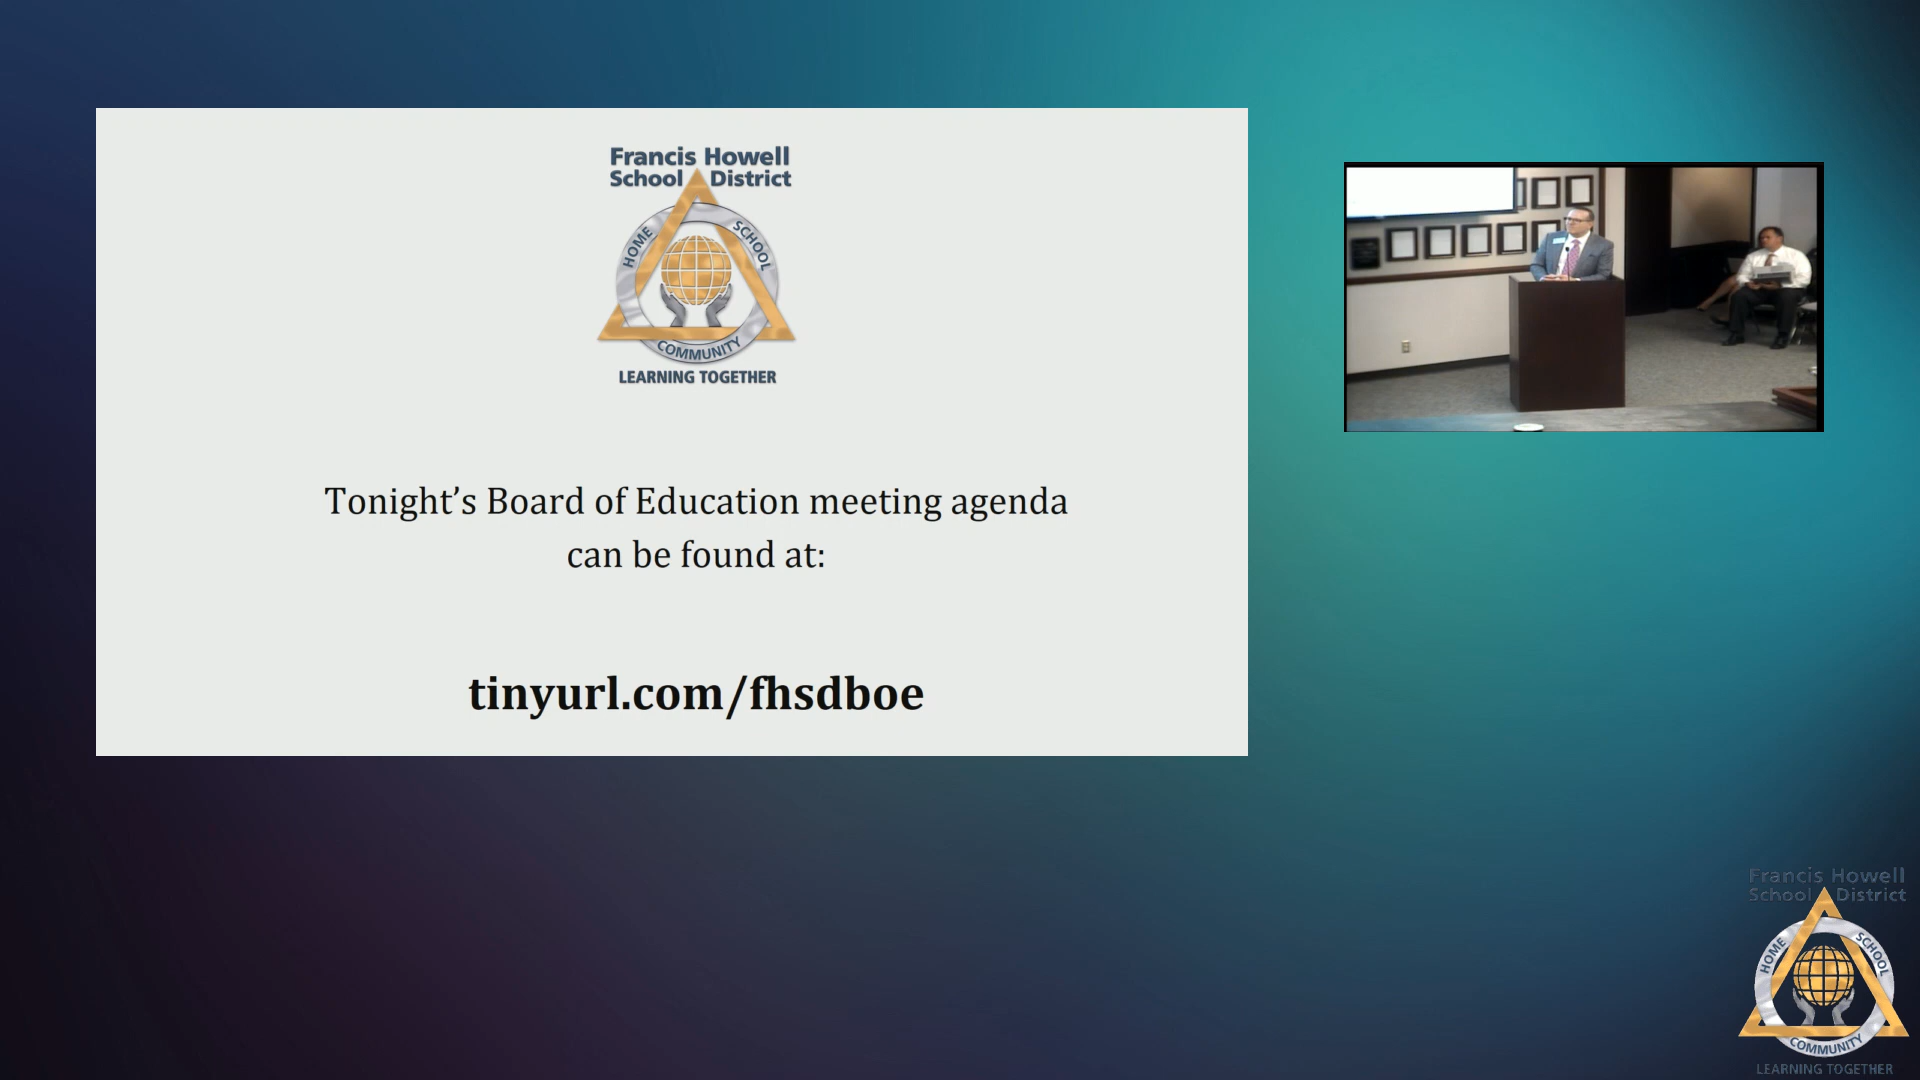 Francis Howell
School District
HOME
SCHOOL
COMMUNITY
LEARNING TOGETHER
Tonight's Board of Education meeting agenda
can be found at:
tinyurl.com/fhsdboe
Francis Howell
School District
HOME
SCHOOL
COMMUNITY
LEARNING TOGETHER